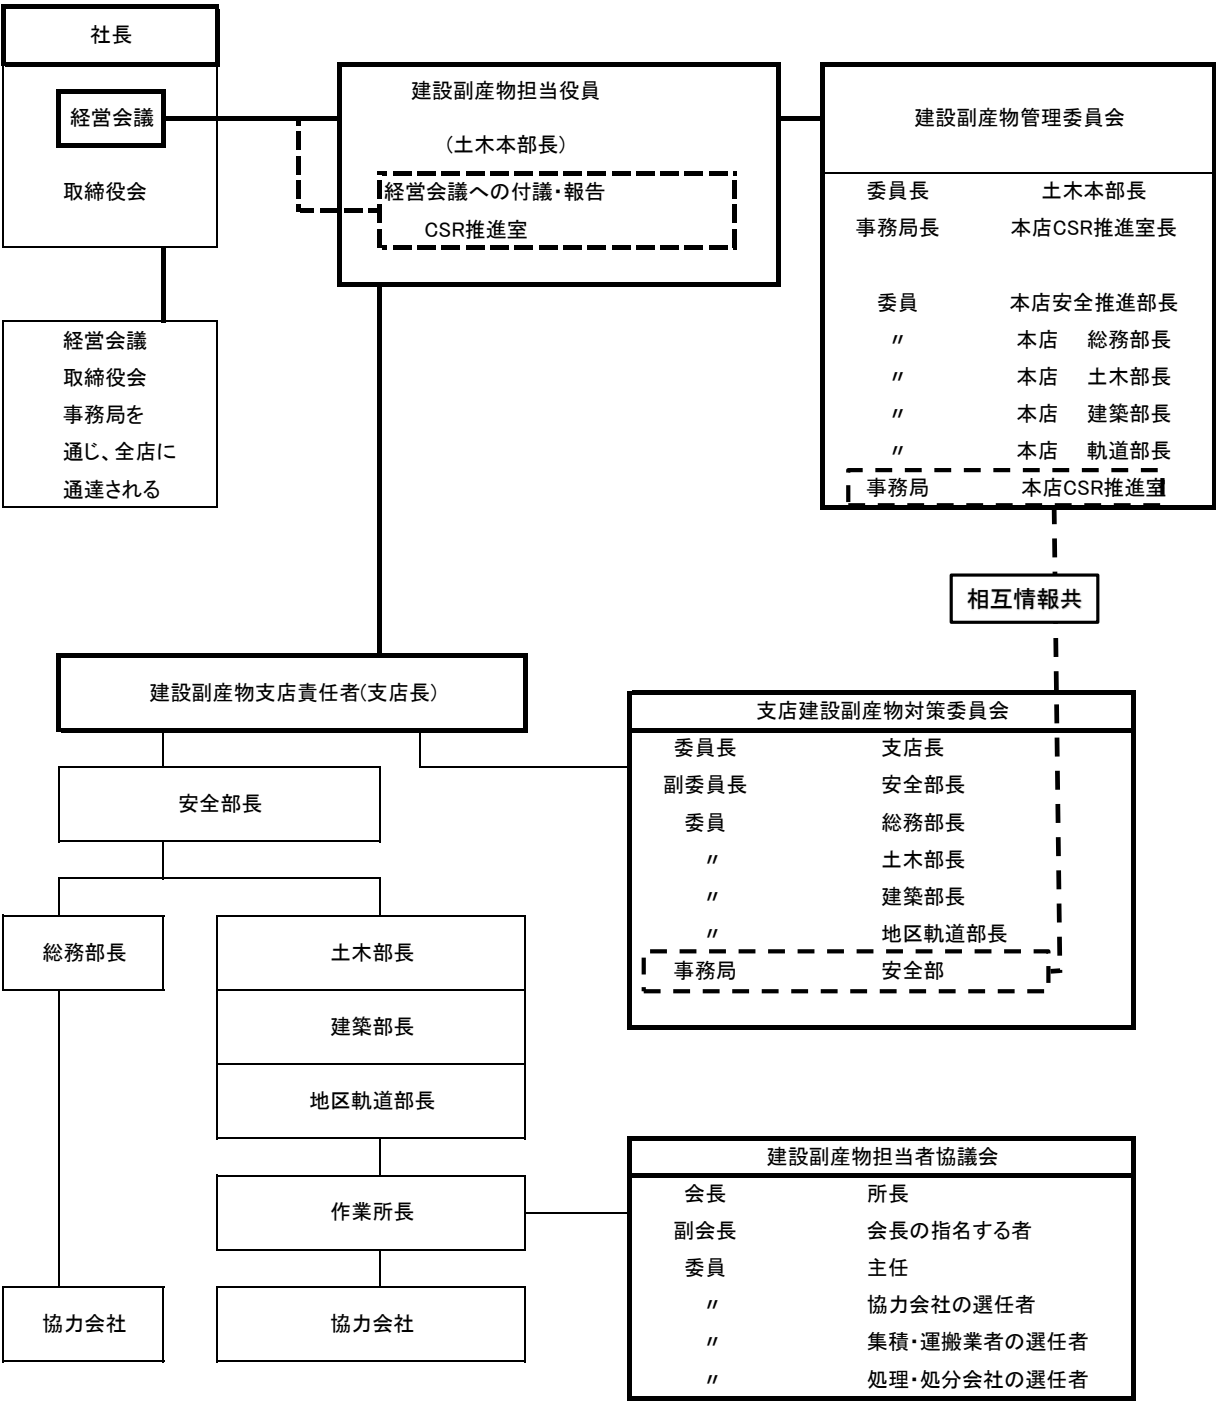 社長
経営会議
取締役会
建設副産物担当役員
(土木本部長)
経営会議への付議・報告
CSR推進室
建設副産物管理委員会
委員長 土木本部長
事務局長 本店CSR推進室長
委員 本店安全推進部長
〃 本店 総務部長
〃 本店 土木部長
〃 本店 建築部長
〃 本店 軌道部長
事務局 本店CSR推進室
経営会議
取締役会
事務局を
通じ、全店に
通達される
相互情報共
建設副産物支店責任者(支店長)
安全部長
総務部長
土木部長
建築部長
地区軌道部長
作業所長
協力会社
協力会社
支店建設副産物対策委員会
委員長 支店長
副委員長 安全部長
委員 総務部長
〃 土木部長
〃 建築部長
〃 地区軌道部長
事務局 安全部
建設副産物担当者協議会
会長 所長
副会長 会長の指名する者
委員 主任
〃 協力会社の選任者
〃 集積・運搬業者の選任者
〃 処理・処分会社の選任者